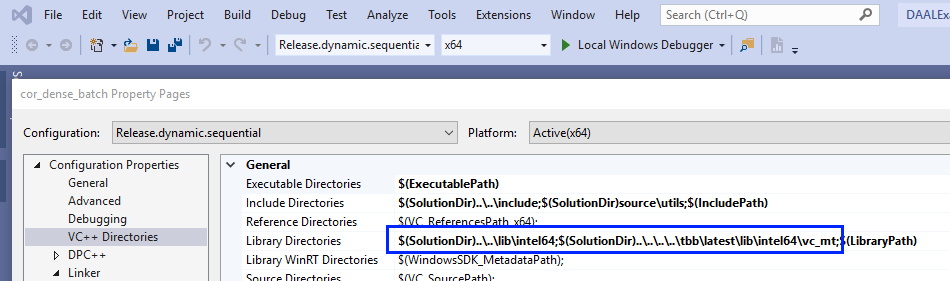 File Edit View Project Build Debug Test Analyze Tools Extensions Window Help Search (Ctrl+Q) DAALExa
Release.dynamic.sequentia x64 Local Windows Debugger
cor_dense_batch Property Pages
Configuration: Release.dynamic.sequential Platform: Active(x64)
Configuration Properties
General
Advanced
Debugging
VC++ Directories
DPC++
Linker
General
Executable Directories $(ExecutablePath)
Include Directories $(SolutionDir)..\..\include;$(SolutionDir)source\utils;$(IncludePath)
Reference Directories $(VC_ReferencesPath_x64);
Library Directories $(SolutionDir)..\..\lib\intel64;$(SolutionDir)..\..\..\..\tbb\latest\lib\intel64\vc_mt;$(LibraryPath)
Library WinRT Directories $(WindowsSDK_MetadataPath);
Source Directories $(VC_SourcePath);